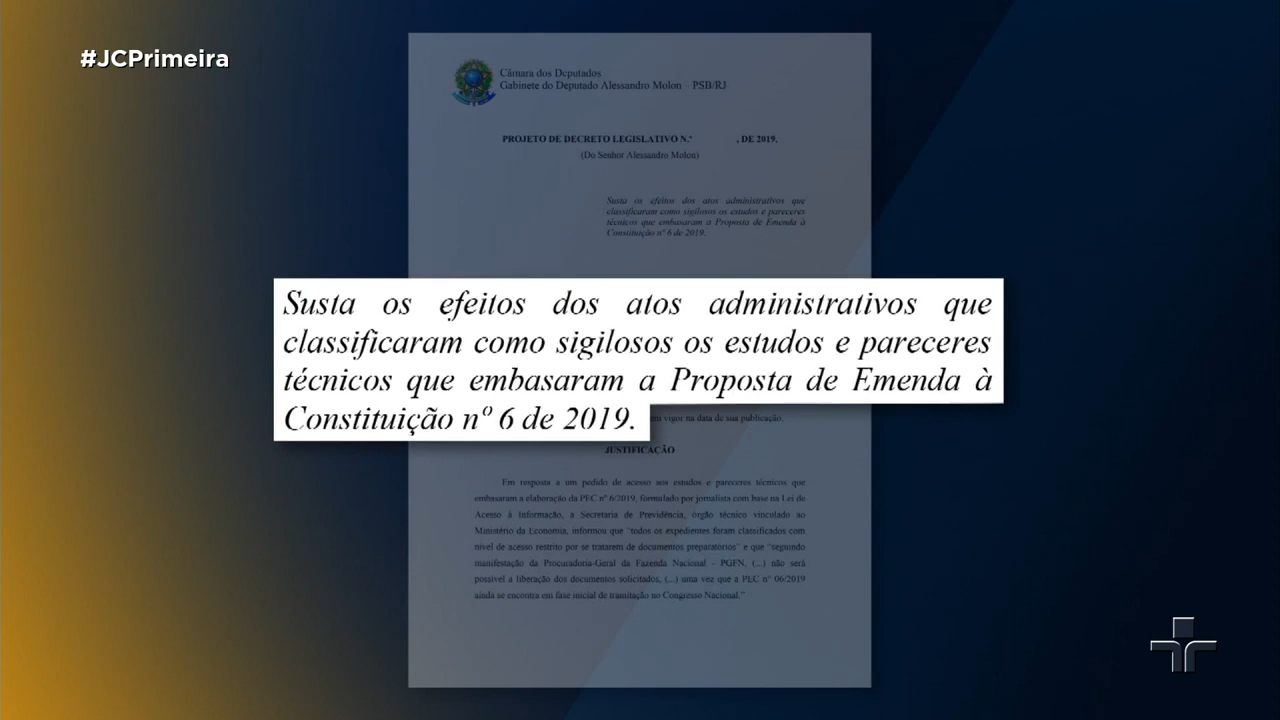 #JCPrimeira
Câmara dos Deputados
Gabinete do Deputado Alessandro Molon PSB/RJ
PROJETO DE DECRETO LEGISLATIVO N.º , DE 2019.
(Do Senhor Alessandro Molon)
Susta os efeitos dos atos administrativos que
classificaram como sigilosos os estudos e pareceres
técnicos que embasaram a Proposta de Emenda à
Constituição nº 6 de 2019.
Susta os efeitos dos atos administrativos que
classificaram como sigilosos os estudos e pareceres
técnicos que embasaram a Proposta de Emenda à
Constituição nº 6 de 2019.
em vigor na data de sua publicação.
JUSTIFICAÇÃO
Em resposta a um pedido de acesso aos estudos e pareceres técnicos que
embasaram a elaboração da PEC nº 6/2019, formulado por jornalista com base na Lei de
Acesso à Informação, a Secretaria de Previdência, órgão técnico vinculado ao
Ministério da Economia, informou que "todos os expedientes foram classificados com
nível de acesso restrito por se tratarem de documentos preparatórios" e que "segundo
manifestação da Procuradoria-Geral da Fazenda Nacional - PGFN, (...) não será
possível a liberação dos documentos solicitados, (...) uma vez que a PEC nº 06/2019
ainda se encontra em fase inicial de tramitação no Congresso Nacional."